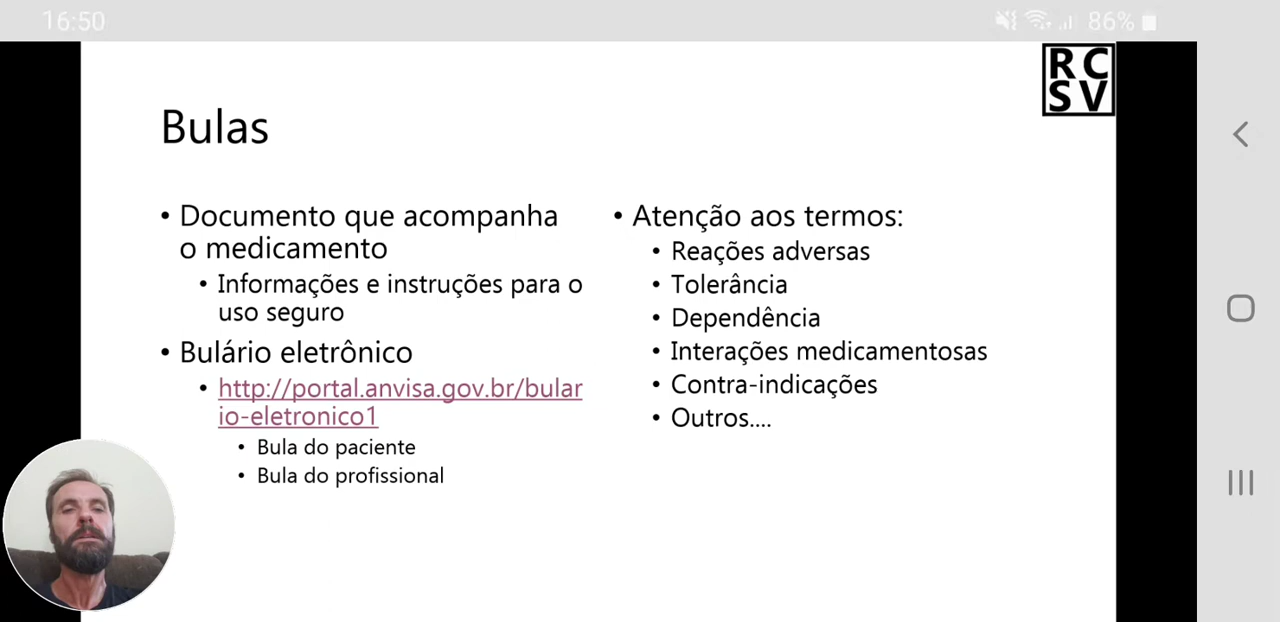 16:50
86%
R C
S V
Bulas
• Documento que acompanha
o medicamento
• Informações e instruções para o
uso seguro
• Bulário eletrônico
• http://portal.anvisa.gov.br/bular
io-eletronico1
• Bula do paciente
• Bula do profissional
• Atenção aos termos:
• Reações adversas
• Tolerância
• Dependência
• Interações medicamentosas
• Contra-indicações
• Outros....